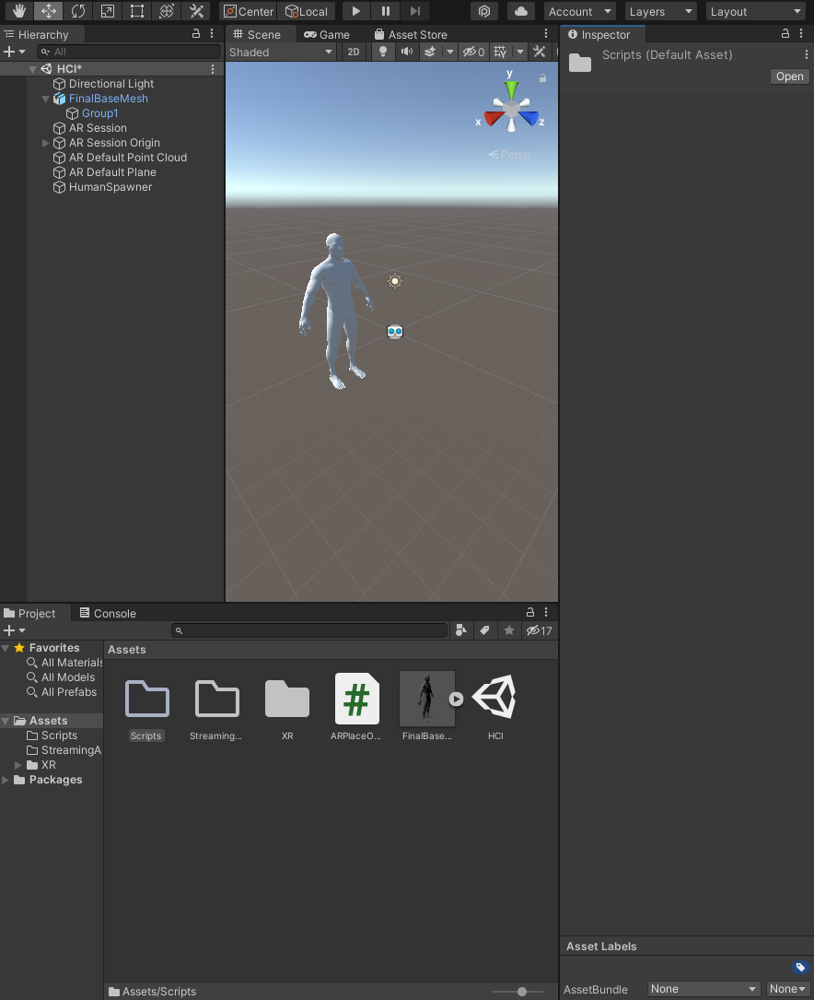 Center
Local
Account
Layers
Layout
Hierarchy
All
HCI*
Directional Light
FinalBaseMesh
Group1
AR Session
AR Session Origin
AR Default Point Cloud
AR Default Plane
HumanSpawner
Scene
Game
Asset Store
Shaded
2D
0
y
x
z
Persp
Inspector
Scripts (Default Asset)
Open
Project
Console
17
Favorites
All Materials
All Models
All Prefabs
Assets
Scripts
StreamingA
XR
Packages
Assets
Scripts
Streaming...
XR
#
ARPlaceO...
FinalBase...
HCI
Assets/Scripts
Asset Labels
AssetBundle
None
None